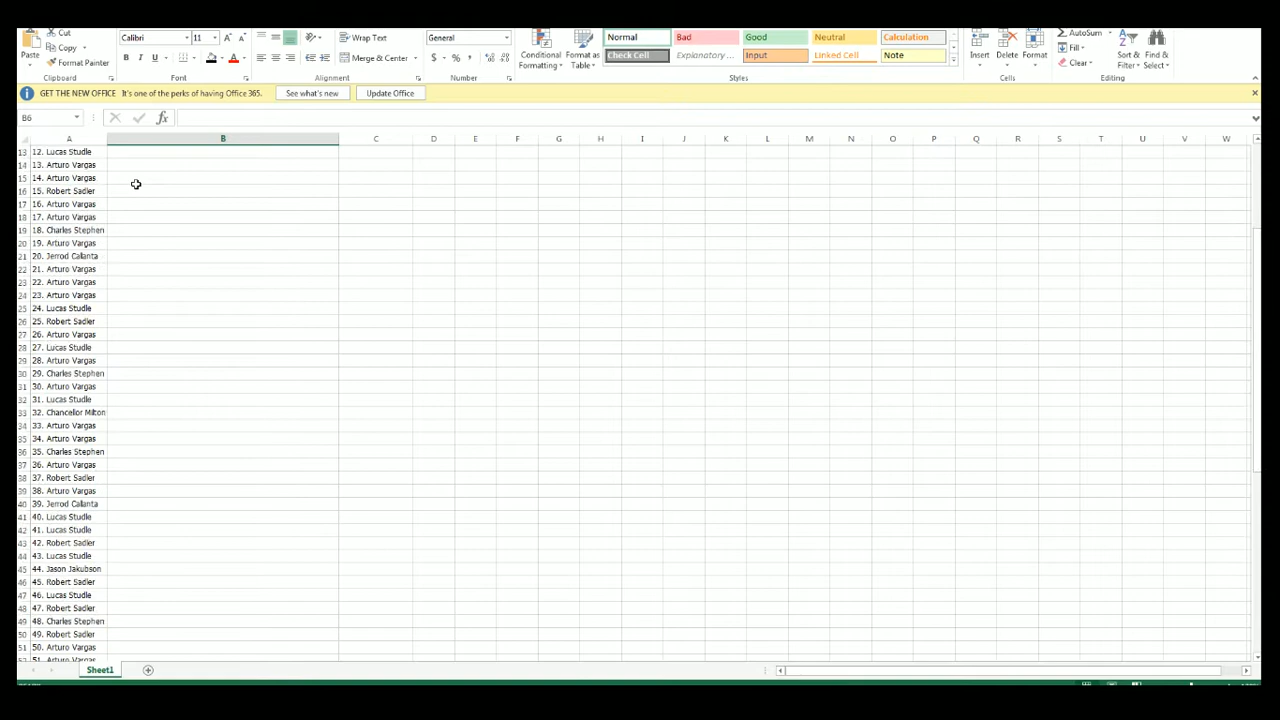 Cut
Calibri 11 A A Wrap Text General Normal Bad Good Neutral Calculation AutoSum
Paste Copy Format Painter B I U A Merge & Center $ % , Conditional Formatting Format as Table Check Cell Explanatory ... Input Linked Cell Note Insert Delete Format Fill Clear Sort & Filter Find & Select
Clipboard Font Alignment Number Styles Cells Editing
GET THE NEW OFFICE It's one of the perks of having Office 365. See what's new Update Office
B6 fx
A B C D E F G H I J K L M N O P Q R S T U V W
13 12. Lucas Studle
14 13. Arturo Vargas
15 14. Arturo Vargas
16 15. Robert Sadler
17 16. Arturo Vargas
18 17. Arturo Vargas
19 18. Charles Stephen
20 19. Arturo Vargas
21 20. Jerrod Calanta
22 21. Arturo Vargas
23 22. Arturo Vargas
24 23. Arturo Vargas
25 24. Lucas Studle
26 25. Robert Sadler
27 26. Arturo Vargas
28 27. Lucas Studle
29 28. Arturo Vargas
30 29. Charles Stephen
31 30. Arturo Vargas
32 31. Lucas Studle
33 32. Chancellor Milton
34 33. Arturo Vargas
35 34. Arturo Vargas
36 35. Charles Stephen
37 36. Arturo Vargas
38 37. Robert Sadler
39 38. Arturo Vargas
40 39. Jerrod Calanta
41 40. Lucas Studle
42 41. Lucas Studle
43 42. Robert Sadler
44 43. Lucas Studle
45 44. Jason Jakubson
46 45. Robert Sadler
47 46. Lucas Studle
48 47. Robert Sadler
49 48. Charles Stephen
50 49. Robert Sadler
51 50. Arturo Vargas
52 51. Arturo Vargas
Sheet1